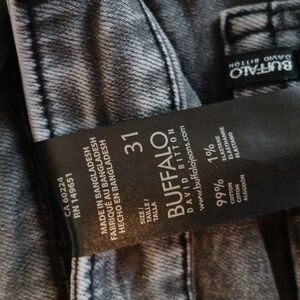 BUFFALO
DAVID BITTON
CA 60224
RN 149651
MADE IN BANGLADESH
FABRIQUÉ AU BANGLADESH
HECHO EN BANGLADESH
SIZE/
TAILLE/
TALLA
31
BUFFALO
DAVID BITTON
www.buffalojeans.com
99%
COTTON
COTON
ALGODÓN
1%
ELASTANE
ÉLASTHANNE
ELASTANO